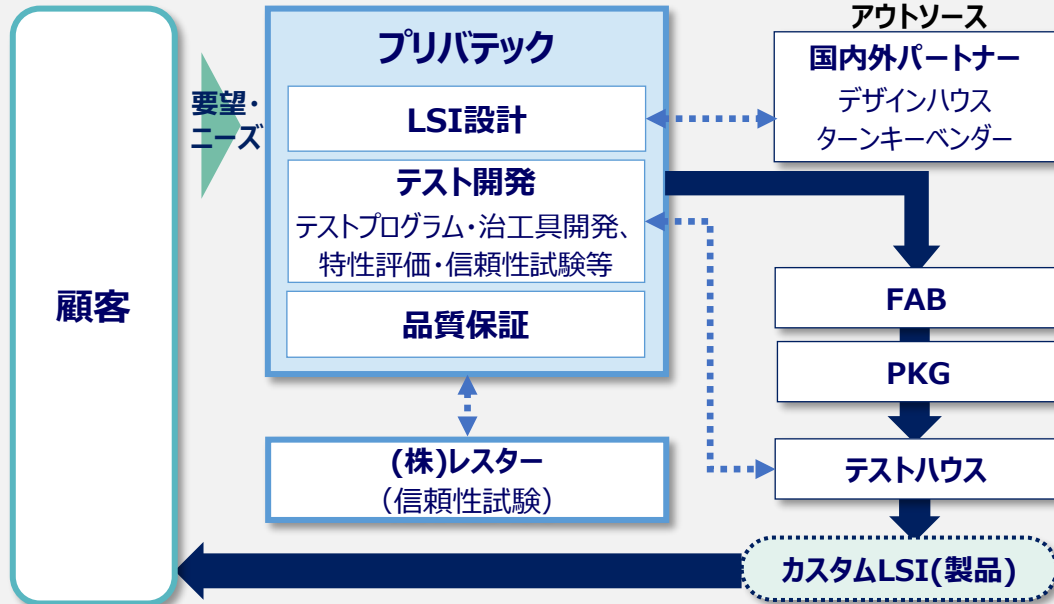 顧客
要望・
ニーズ
プリバテック
LSI設計
テスト開発
テストプログラム・治工具開発、
特性評価・信頼性試験等
品質保証
(株)レスター
（信頼性試験）
アウトソース
国内外パートナー
デザインハウス
ターンキーベンダー
FAB
PKG
テストハウス
カスタムLSI(製品)